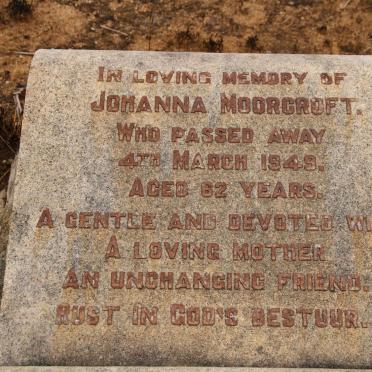 IN LOVING MEMORY OF
JOHANNA MOORCROFT.
WHO PASSED AWAY
4TH MARCH 1949.
AGED 62 YEARS.
A GENTLE AND DEVOTED WI
A LOVING MOTHER
AN UNCHANGING FRIEND.
RUST IN GOD'S BESTUUR.